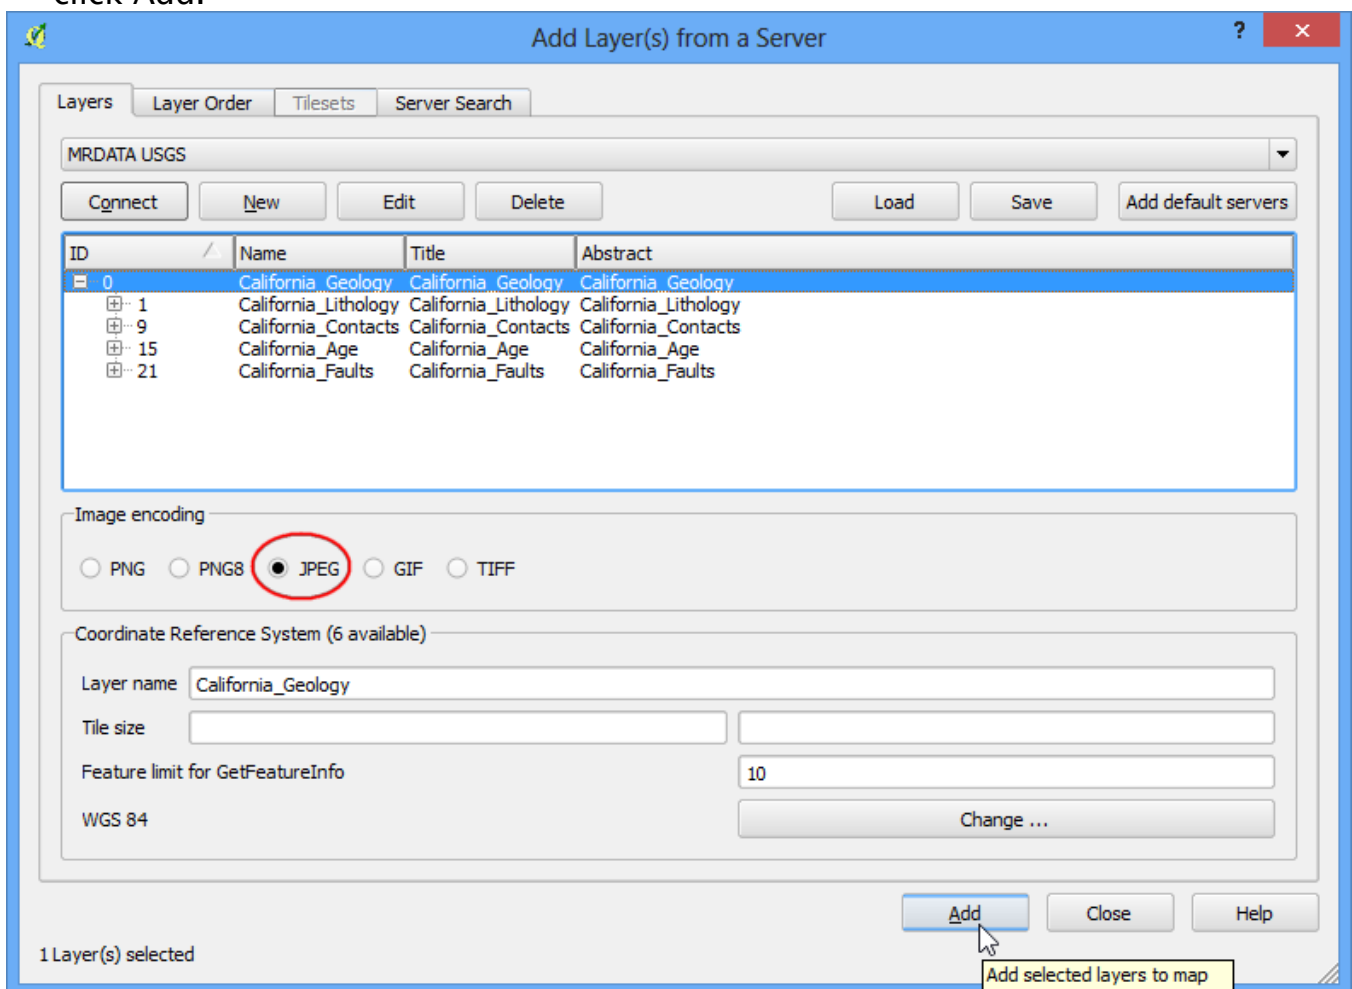 click Add.
Add Layer(s) from a Server
?
Layers Layer Order Tilesets Server Search
MRDATA USGS
Connect New Edit Delete Load Save Add default servers
ID Name Title Abstract
0 California_Geology California_Geology California_Geology
1 California_Lithology California_Lithology California_Lithology
9 California_Contacts California_Contacts California_Contacts
15 California_Age California_Age California_Age
21 California_Faults California_Faults California_Faults
Image encoding
PNG PNG8 JPEG GIF TIFF
Coordinate Reference System (6 available)
Layer name California_Geology
Tile size
Feature limit for GetFeatureInfo 10
WGS 84 Change ...
Add Close Help
1 Layer(s) selected
Add selected layers to map